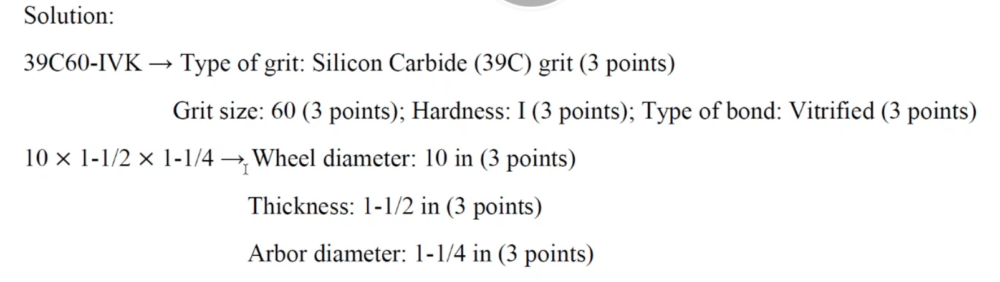 Solution:
39C60-IVK → Type of grit: Silicon Carbide (39C) grit (3 points)
Grit size: 60 (3 points); Hardness: I (3 points); Type of bond: Vitrified (3 points)
10 × 1-1/2 × 1-1/4 → Wheel diameter: 10 in (3 points)
Thickness: 1-1/2 in (3 points)
Arbor diameter: 1-1/4 in (3 points)